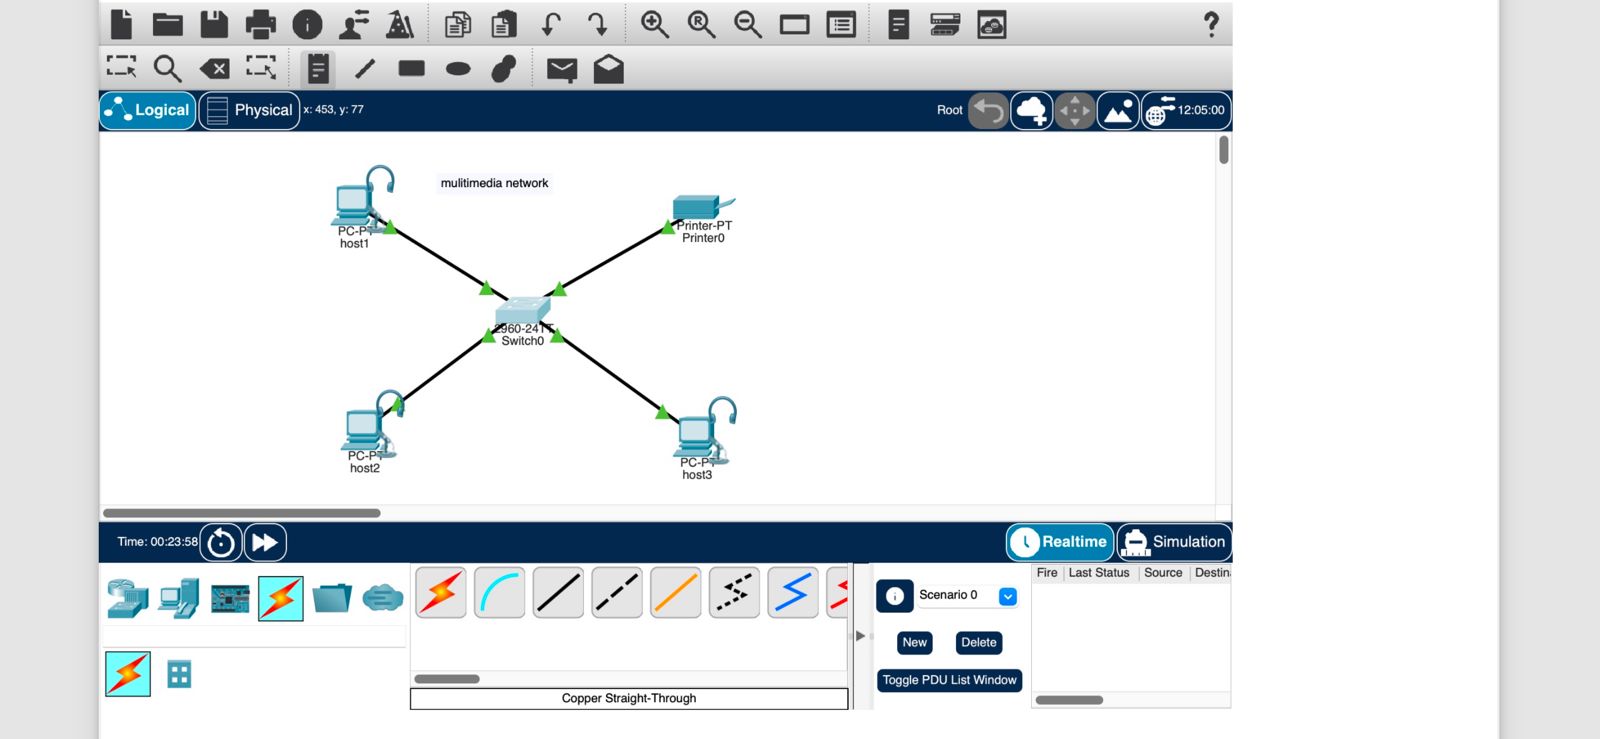 Logical
Physical
x: 453, y: 77
Root
12:05:00
mulitimedia network
PC-PT
host1
Printer-PT
Printer0
2960-24TT
Switch0
PC-PT
host2
PC-PT
host3
Time: 00:23:58
Realtime
Simulation
Fire Last Status Source Destin
Scenario 0
New Delete
Toggle PDU List Window
Copper Straight-Through